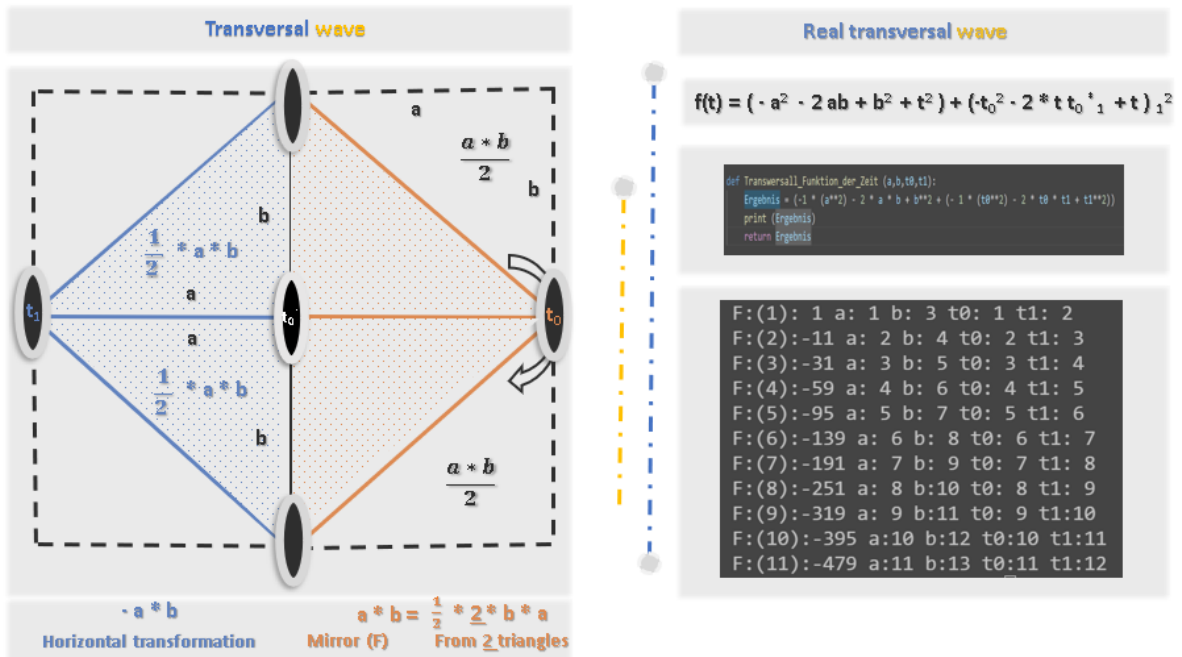 Transversal wave
a
a * b
2
b
b
1
2
* a * b
a
t₁
t₀'
t₀
a
1
2
* a * b
b
a * b
2
- a * b
Horizontal transformation
a * b = 1/2 * 2 * b * a
Mirror (F) From 2 triangles
Real transversal wave
f(t) = ( - a² - 2 ab + b² + t² ) + (-t₀² - 2 * t t₀ * ₁ + t ) ₁²
def Transwersall_Funktion_der_Zeit (a,b,t0,t1):
Ergebnis = (-1 * (a**2) - 2 * a * b + b**2 + (- 1 * (t0**2) - 2 * t0 * t1 + t1**2))
print (Ergebnis)
return Ergebnis
F:(1): 1 a: 1 b: 3 t0: 1 t1: 2
F:(2):-11 a: 2 b: 4 t0: 2 t1: 3
F:(3):-31 a: 3 b: 5 t0: 3 t1: 4
F:(4):-59 a: 4 b: 6 t0: 4 t1: 5
F:(5):-95 a: 5 b: 7 t0: 5 t1: 6
F:(6):-139 a: 6 b: 8 t0: 6 t1: 7
F:(7):-191 a: 7 b: 9 t0: 7 t1: 8
F:(8):-251 a: 8 b:10 t0: 8 t1: 9
F:(9):-319 a: 9 b:11 t0: 9 t1:10
F:(10):-395 a:10 b:12 t0:10 t1:11
F:(11):-479 a:11 b:13 t0:11 t1:12